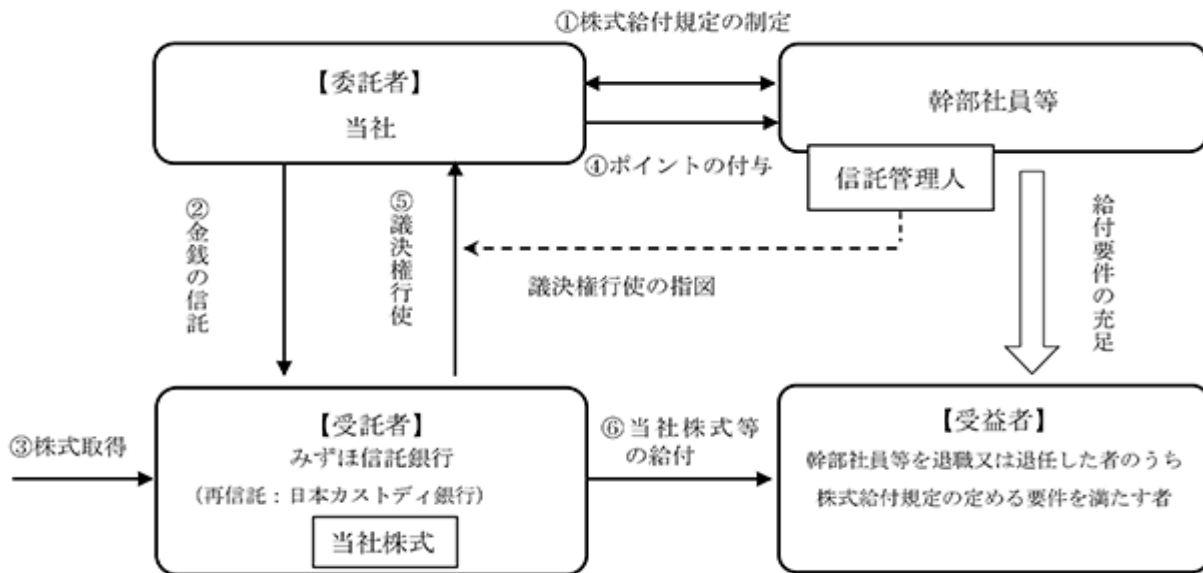 ①株式給付規定の制定
【委託者】
当社
幹部社員等
④ポイントの付与
信託管理人
②金銭の信託
⑤議決権行使
議決権行使の指図
給付要件の充足
③株式取得
【受託者】
みずほ信託銀行
(再信託:日本カストディ銀行)
当社株式
⑥当社株式等
の給付
【受益者】
幹部社員等を退職又は退任した者のうち
株式給付規定の定める要件を満たす者